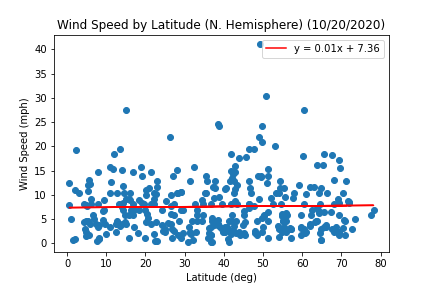 Wind Speed by Latitude (N. Hemisphere) (10/20/2020)
y = 0.01x + 7.36
40
35
30
25
20
15
10
5
0
Wind Speed (mph)
0 10 20 30 40 50 60 70 80
Latitude (deg)